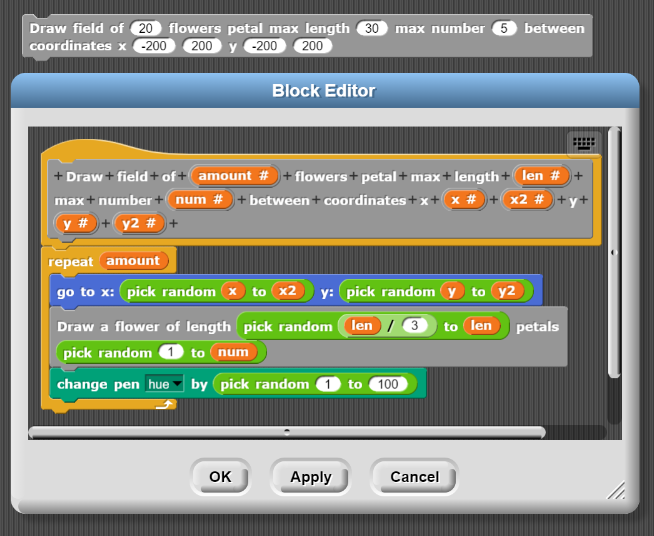 Draw field of 20 flowers petal max length 30 max number 5 between
coordinates x -200 200 y -200 200
Block Editor
+ Draw + field + of + amount # + flowers + petal + max + length + len # +
max + number + num # + between + coordinates + x + x # + x2 # + y +
y # + y2 # +
repeat amount
go to x: pick random x to x2 y: pick random y to y2
Draw a flower of length pick random len / 3 to len petals
pick random 1 to num
change pen hue by pick random 1 to 100
OK Apply Cancel